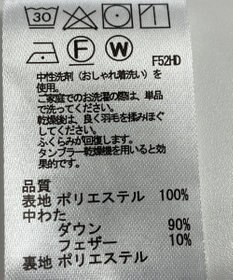 30
F W F52HD
中性洗剤(おしゃれ着洗い)を
使用。
ご家庭でのお洗濯の際は、単品
で洗ってください。
乾燥後は、良く羽毛を揉みほぐ
してください。
ふくらみが回復します。
タンブラー乾燥機を用いると効
果的です。
品質
表地 ポリエステル 100%
中わた
ダウン 90%
フェザー 10%
裏地 ポリエステル